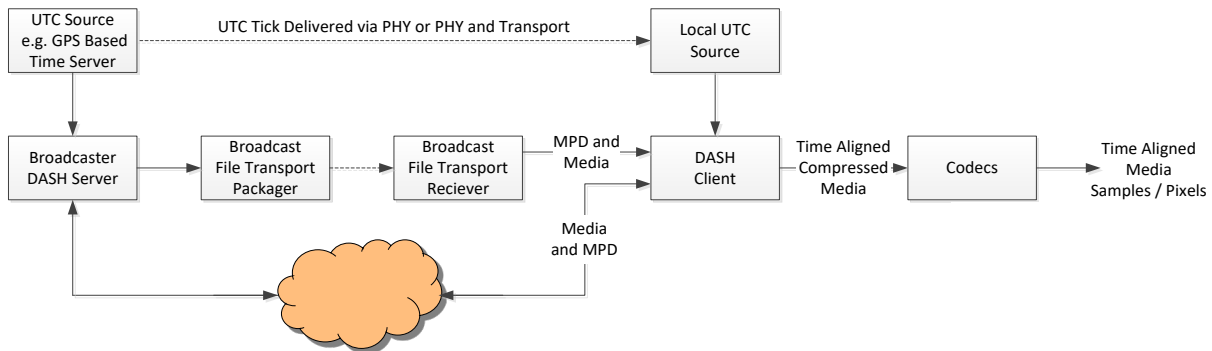 UTC Source
e.g. GPS Based
Time Server
UTC Tick Delivered via PHY or PHY and Transport
Local UTC
Source
Broadcaster
DASH Server
Broadcast
File Transport
Packager
Broadcast
File Transport
Reciever
MPD and
Media
DASH
Client
Time Aligned
Compressed
Media
Codecs
Time Aligned
Media
Samples / Pixels
Media
and MPD